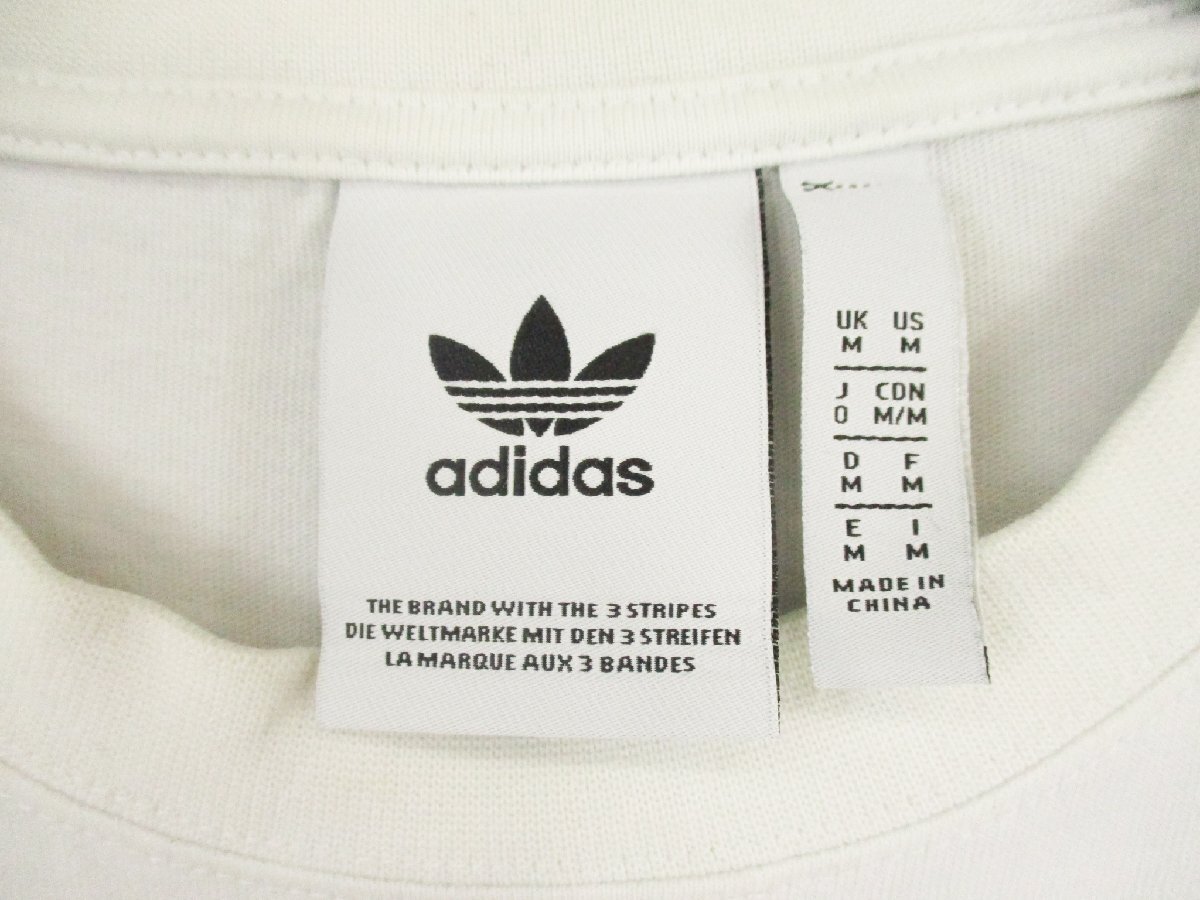 adidas
THE BRAND WITH THE 3 STRIPES
DIE WELTMARKE MIT DEN 3 STREIFEN
LA MARQUE AUX 3 BANDES
UK US
M M
J CDN
O M/M
D F
M M
E I
M M
MADE IN
CHINA